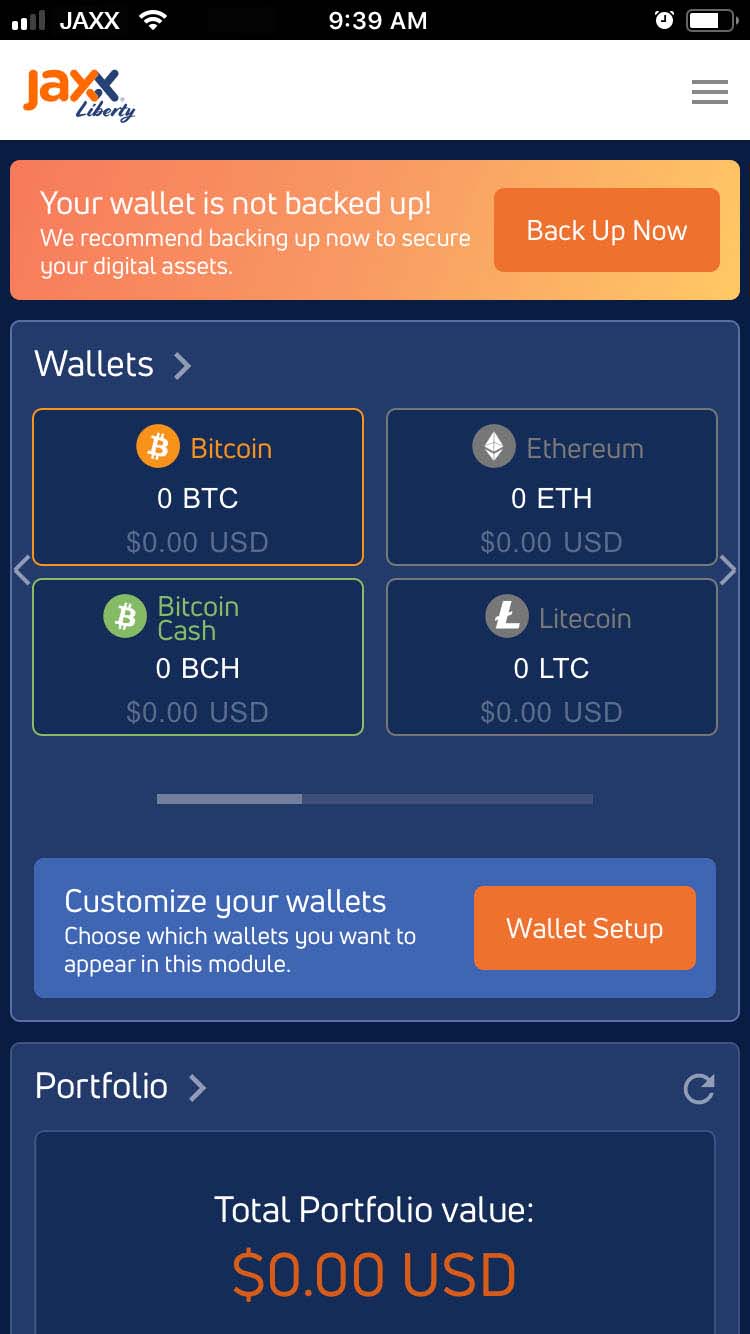 JAXX
9:39 AM
Jaxx
Liberty
Your wallet is not backed up!
We recommend backing up now to secure
your digital assets.
Back Up Now
Wallets
Bitcoin
0 BTC
$0.00 USD
Ethereum
0 ETH
$0.00 USD
Bitcoin
Cash
0 BCH
$0.00 USD
Litecoin
0 LTC
$0.00 USD
Customize your wallets
Choose which wallets you want to
appear in this module.
Wallet Setup
Portfolio
Total Portfolio value:
$0.00 USD